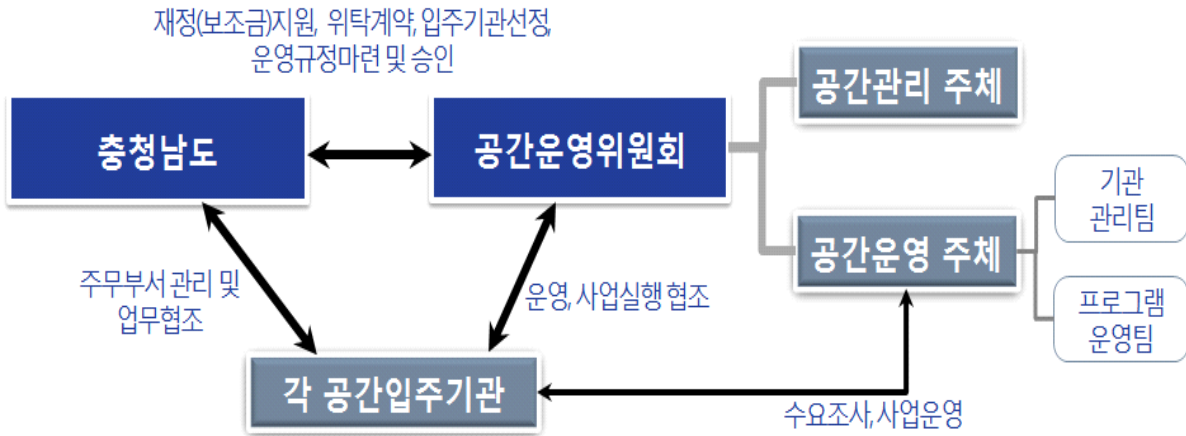 재정(보조금)지원, 위탁계약, 입주기관선정,
운영규정마련 및 승인
충청남도
공간운영위원회
공간관리 주체
공간운영 주체
기관
관리팀
프로그램
운영팀
주무부서 관리 및
업무협조
운영, 사업실행 협조
각 공간입주기관
수요조사, 사업운영